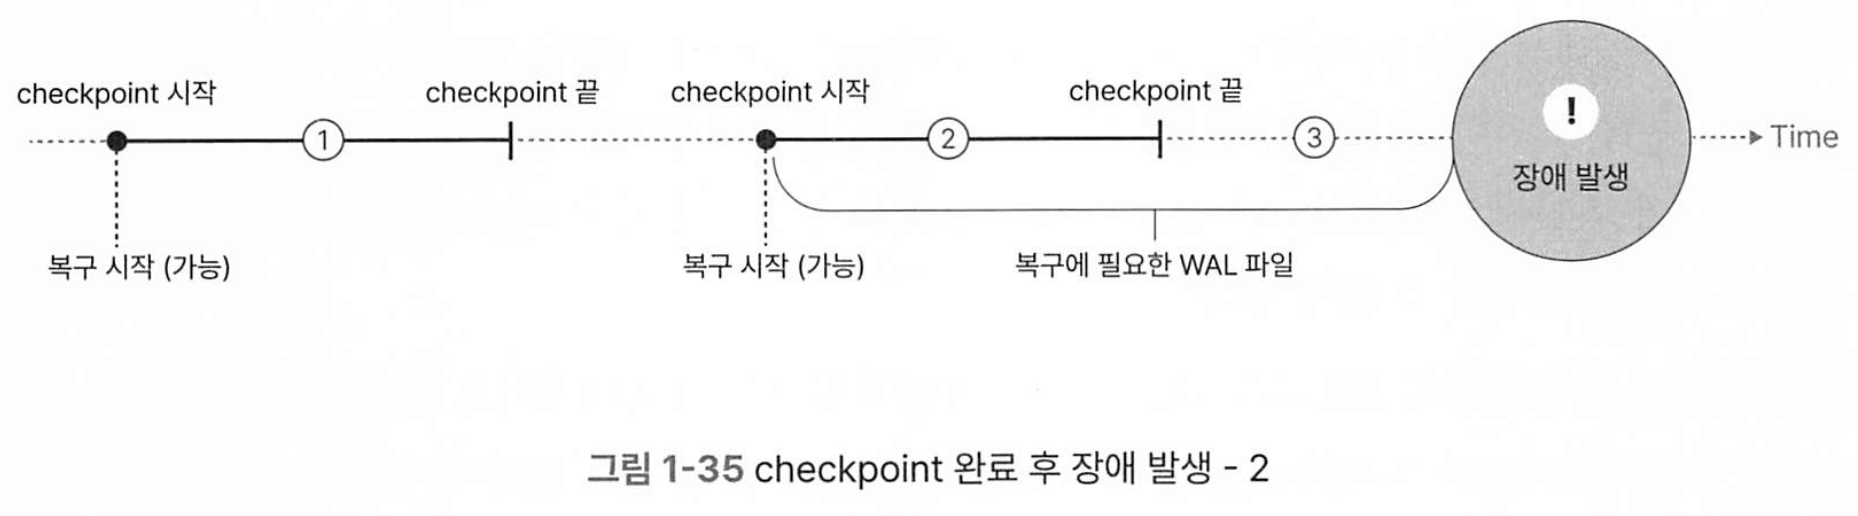 checkpoint 시작
checkpoint 끝
checkpoint 시작
checkpoint 끝
1
2
3
!
장애 발생
Time
복구 시작 (가능)
복구 시작 (가능)
복구에 필요한 WAL 파일
그림 1-35 checkpoint 완료 후 장애 발생 - 2